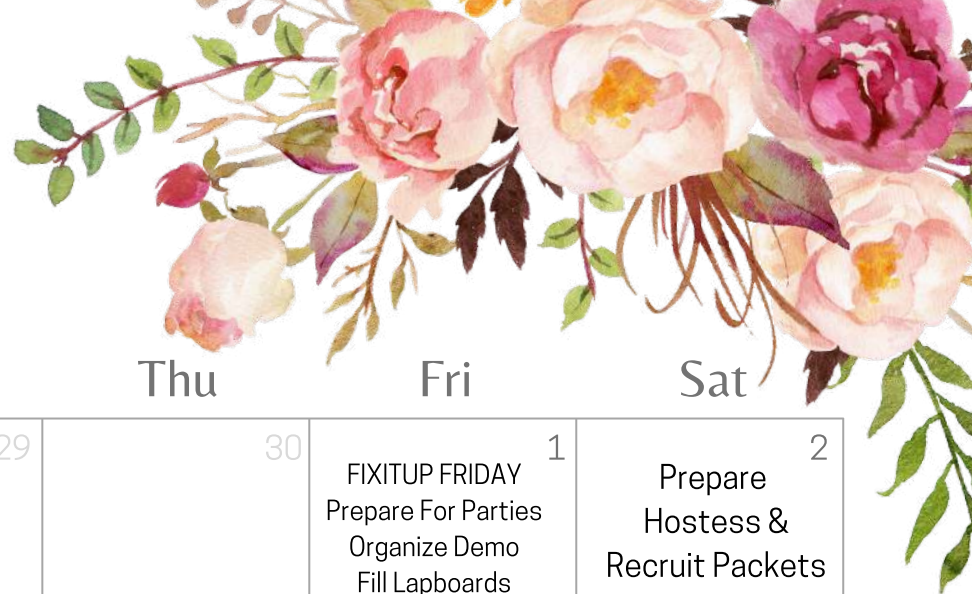 Thu Fri Sat
29 30 1 2
FIXITUP FRIDAY
Prepare For Parties
Organize Demo
Fill Lapboards
Prepare
Hostess &
Recruit Packets